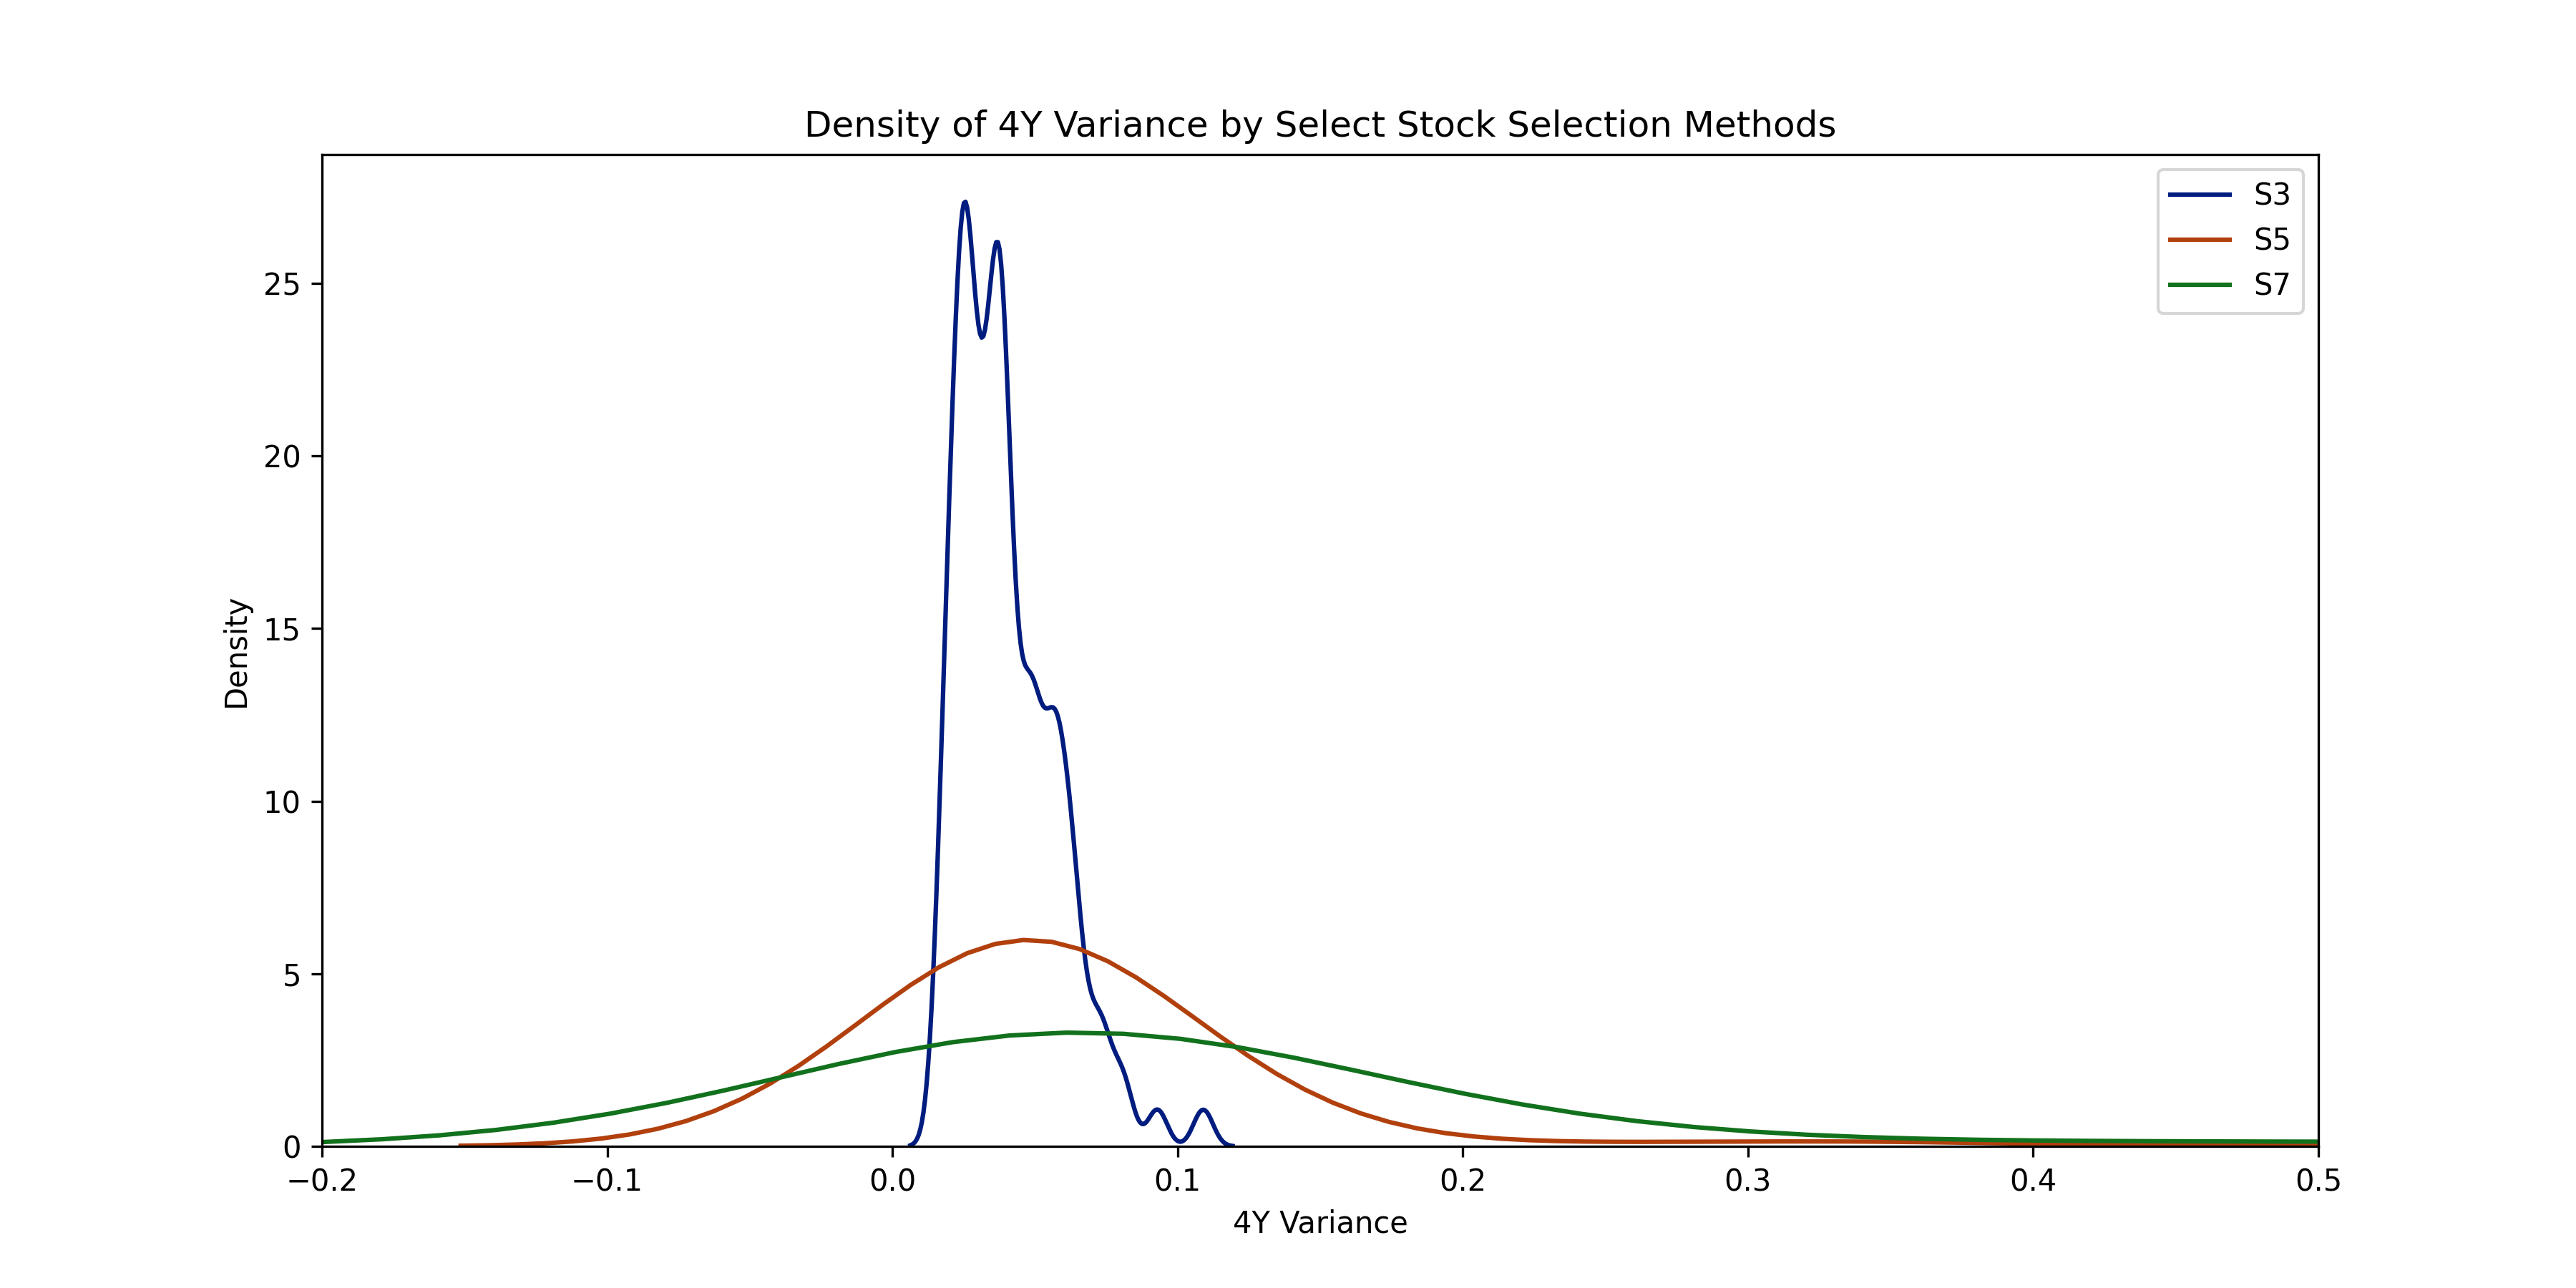 Density of 4Y Variance by Select Stock Selection Methods
S3
S5
S7
25
20
15
10
5
0
Density
−0.2 −0.1 0.0 0.1 0.2 0.3 0.4 0.5
4Y Variance